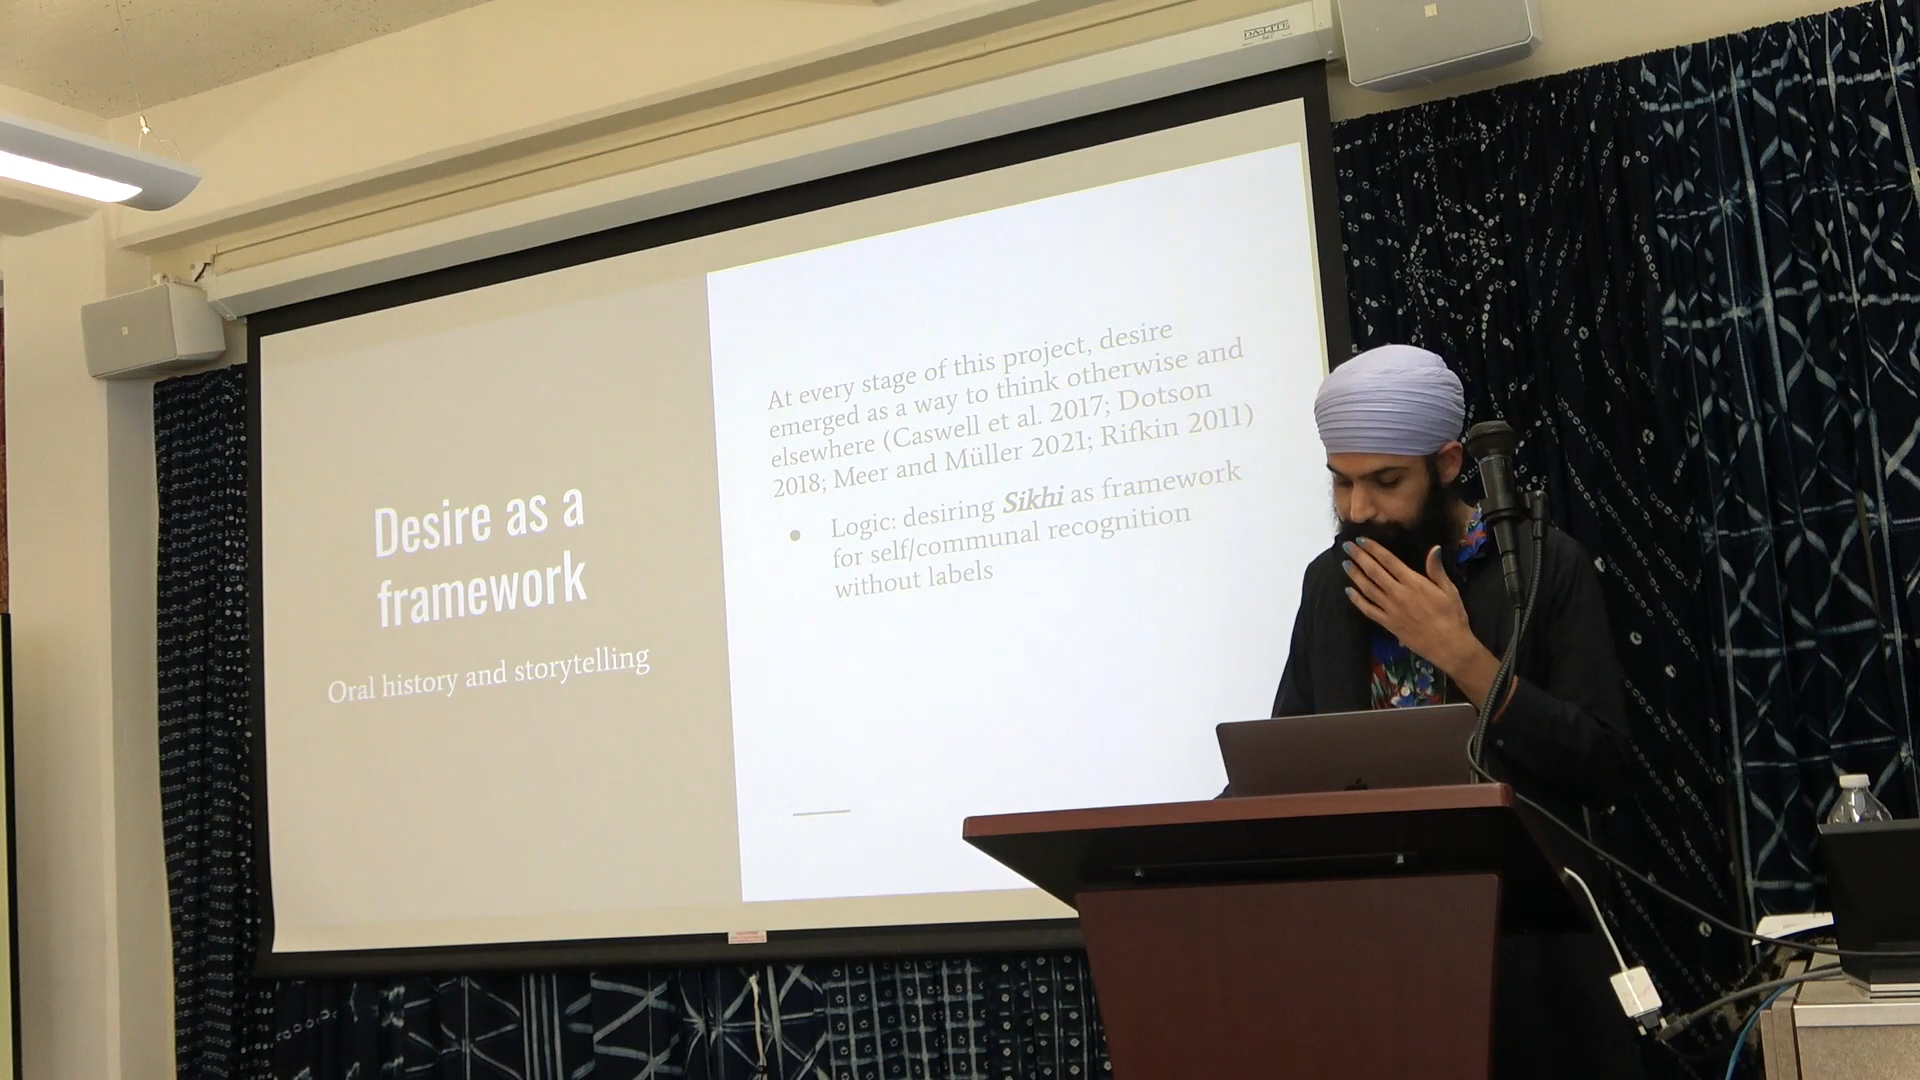 DA-LITE
Desire as a
framework
Oral history and storytelling
At every stage of this project, desire
emerged as a way to think otherwise and
elsewhere (Caswell et al. 2017; Dotson
2018; Meer and Müller 2021; Rifkin 2011)
● Logic: desiring Sikhi as framework
for self/communal recognition
without labels